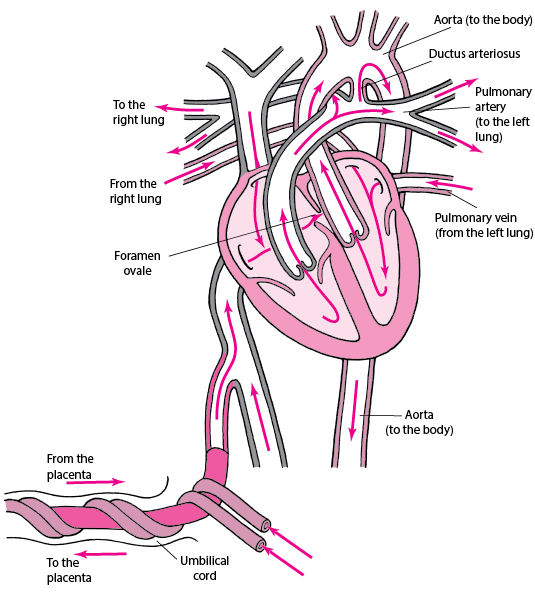 Aorta (to the body)
Ductus arteriosus
Pulmonary
artery
(to the left
lung)
To the
right lung
From the
right lung
Pulmonary vein
(from the left lung)
Foramen
ovale
Aorta
(to the body)
From the
placenta
To the
placenta
Umbilical
cord